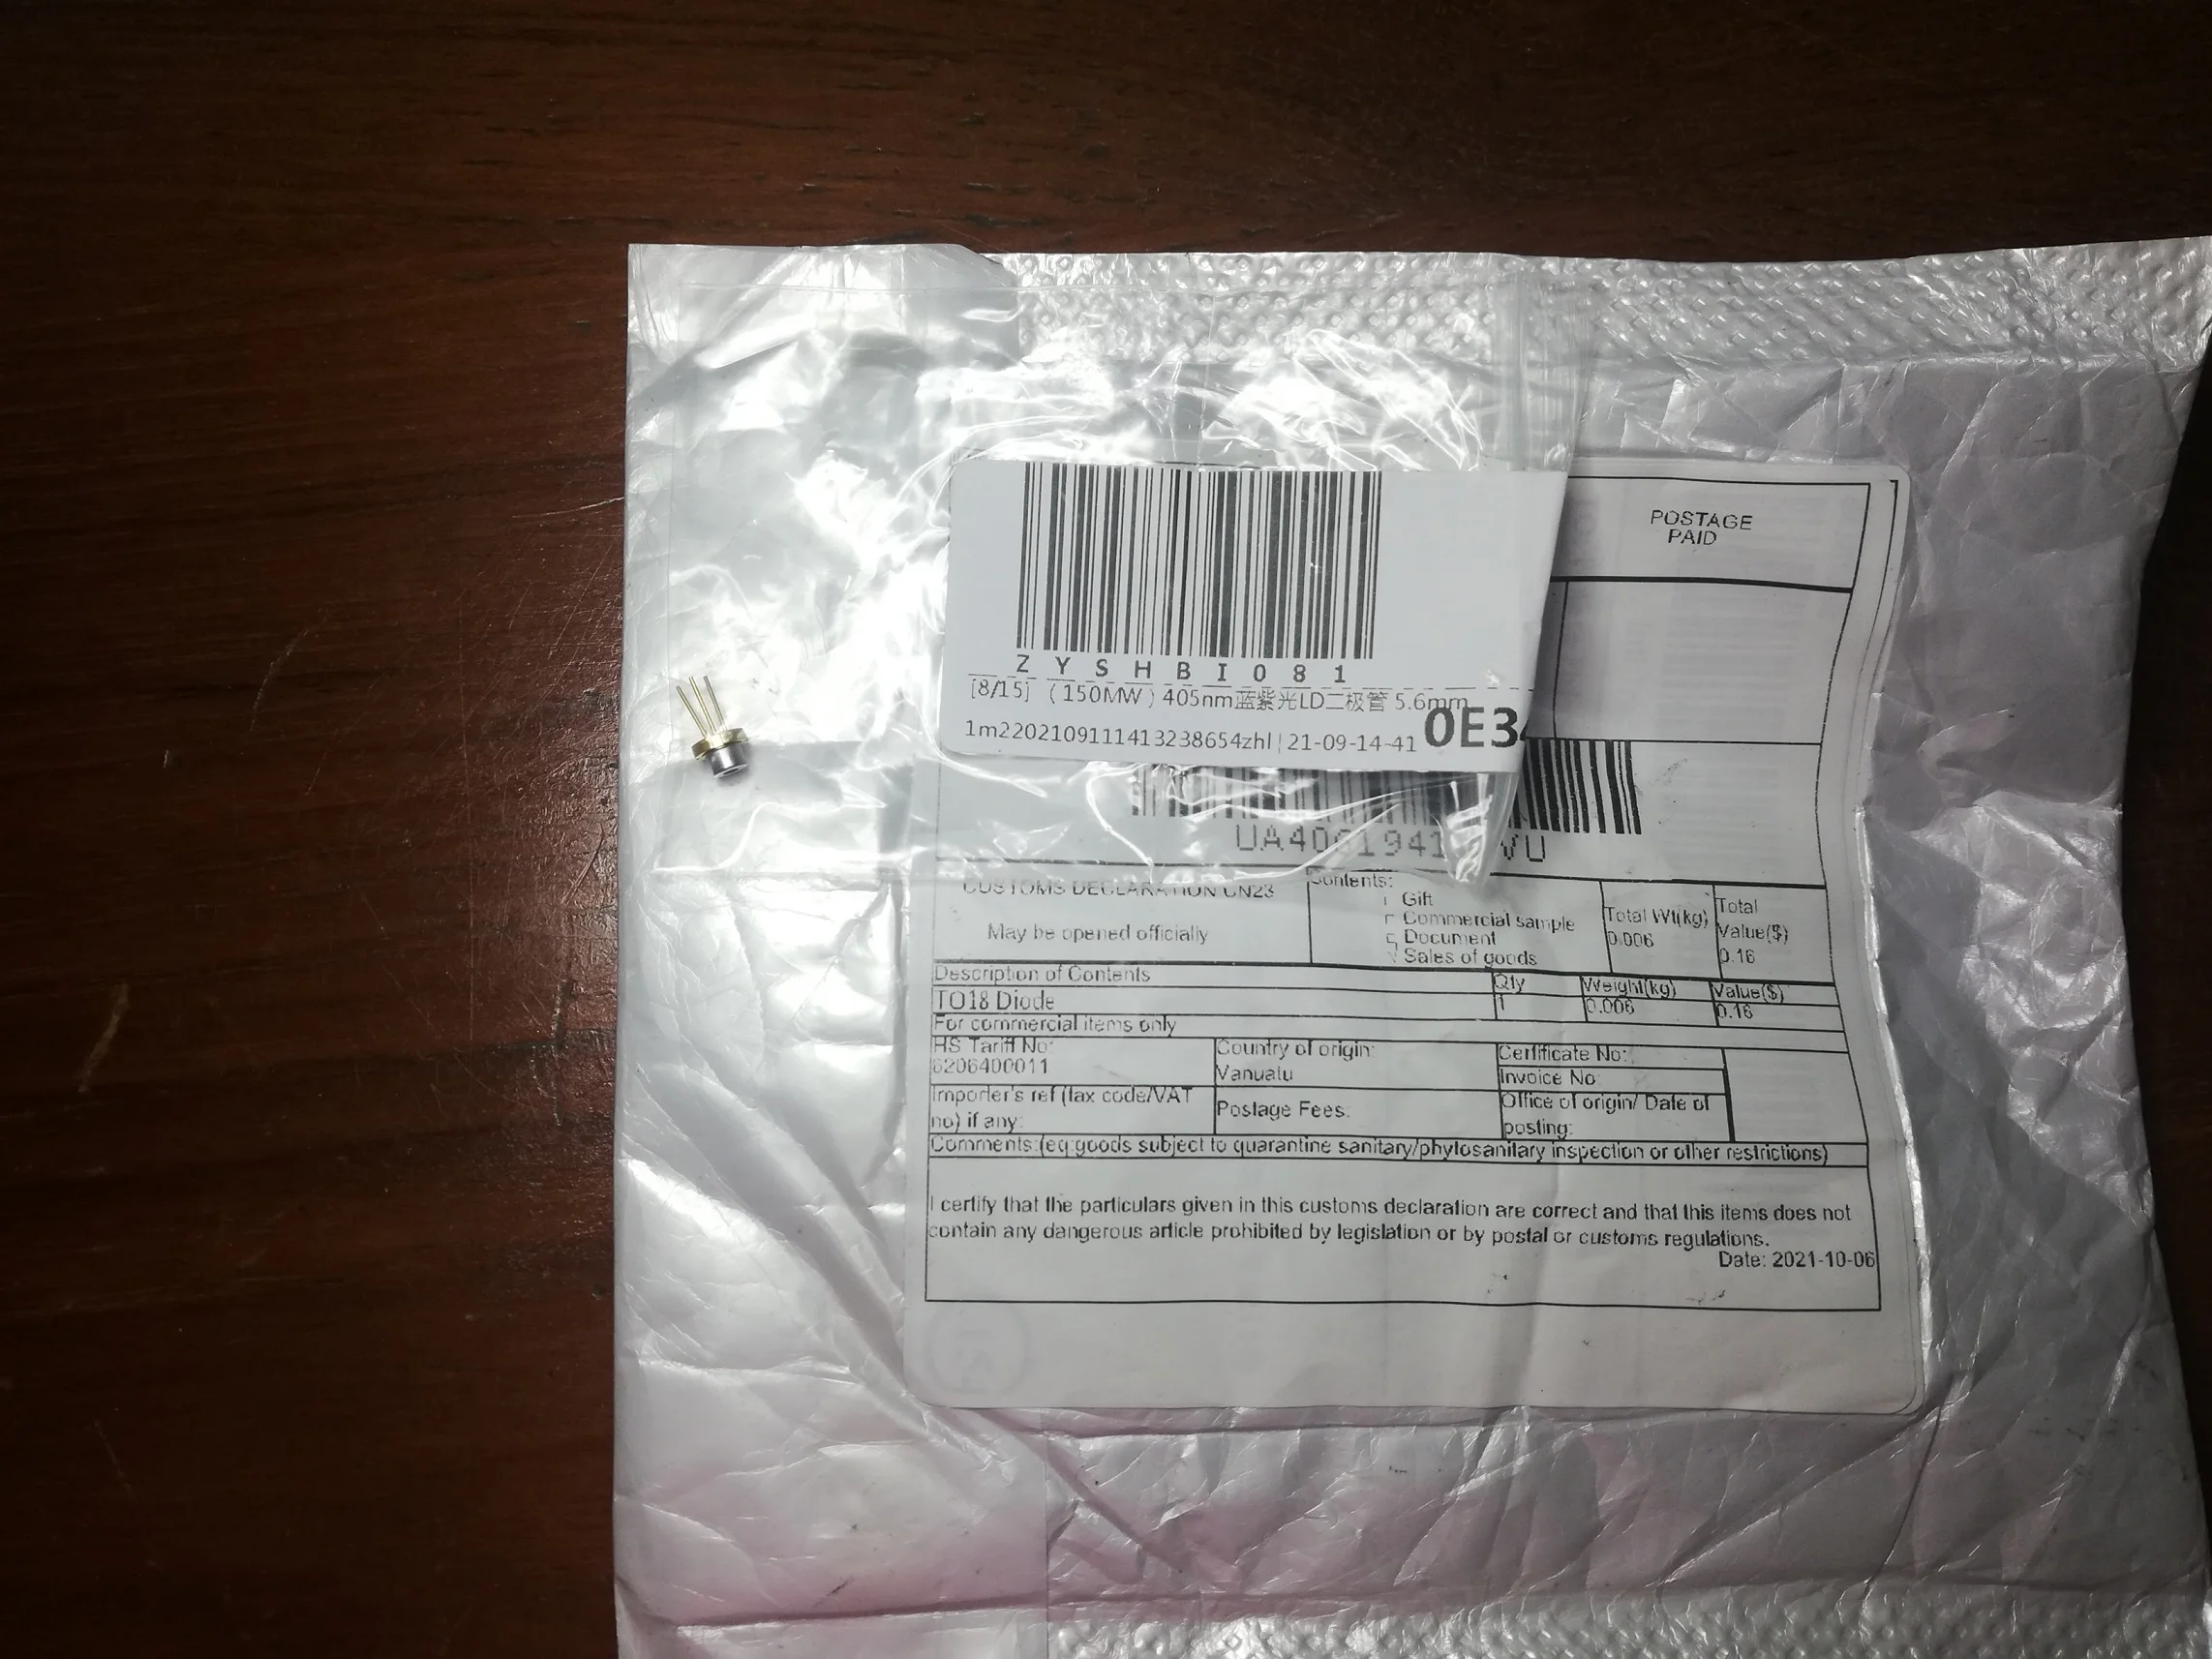 POSTAGE
PAID
ZYSHBI081
[8/15] (150MW)405nm蓝紫光LD二极管 5.6mm
1m2202109111413238654zhl|21-09-14-41 0E34
VU
CUSTOMS DECLARATION CN23
May be opened officially
Contents:
Gift
Commercial sample
Document
Sales of goods
Total Wt(kg)
0.006
Total
Value($)
0.16
Description of Contents
Qty
Weight(kg)
Value($)
TO18 Diode
1
0.006
0.16
For commercial items only
HS Tariff No:
6206400011
Country of origin:
Vanuatu
Certificate No:
Invoice No:
Importer's ref (tax code/VAT
no) if any:
Postage Fees:
Office of origin/ Date of
posting:
Comments:(eg:goods subject to quarantine sanitary/phytosanitary inspection or other restrictions)
I certify that the particulars given in this customs declaration are correct and that this items does not
contain any dangerous article prohibited by legislation or by postal or customs regulations.
Date: 2021-10-06